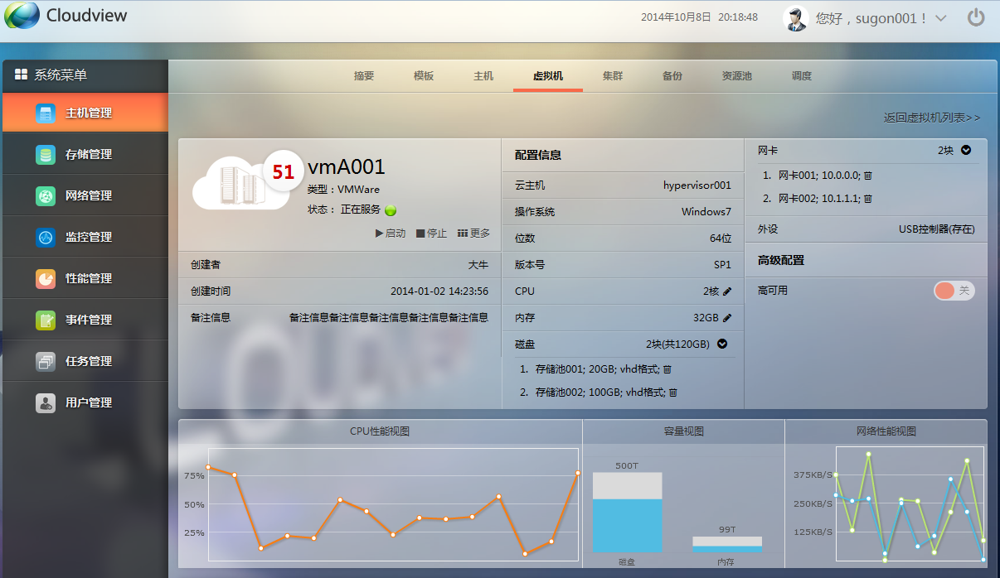 Cloudview
2014年10月8日 20:18:48
您好，sugon001！
系统菜单
主机管理
存储管理
网络管理
监控管理
性能管理
事件管理
任务管理
用户管理
摘要 模板 主机 虚拟机 集群 备份 资源池 调度
返回虚拟机列表>>
51
vmA001
类型：VMWare
状态： 正在服务
启动 停止 更多
创建者 大牛
创建时间 2014-01-02 14:23:56
备注信息 备注信息备注信息备注信息备注信息备注信息
配置信息
云主机 hypervisor001
操作系统 Windows7
位数 64位
版本号 SP1
CPU 2核
内存 32GB
磁盘 2块(共120GB)
1. 存储池001; 20GB; vhd格式;
2. 存储池002; 100GB; vhd格式;
网卡 2块
1. 网卡001; 10.0.0.0;
2. 网卡002; 10.1.1.1;
外设 USB控制器(存在)
高级配置
高可用 关
CPU性能视图
75%
50%
25%
容量视图
500T
99T
磁盘 内存
网络性能视图
375KB/S
250KB/S
125KB/S